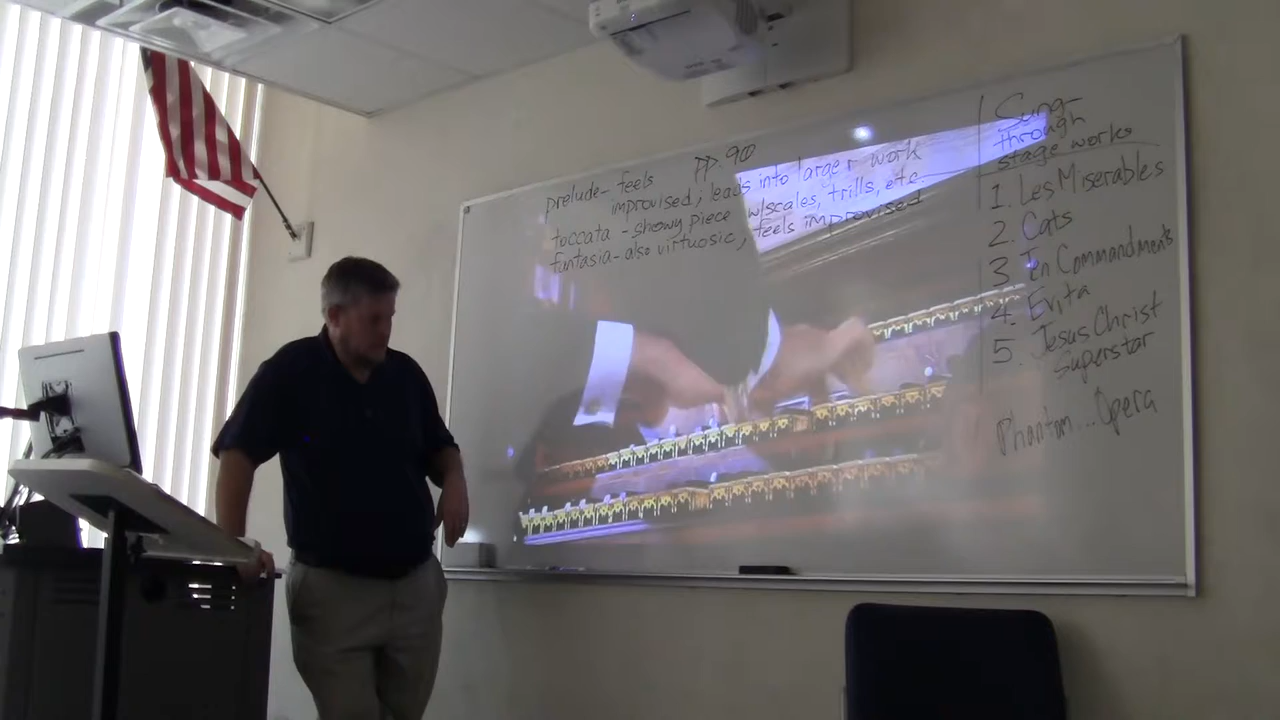 pp. 90
prelude- feels
improvised; leads into larger work
toccata - showy piece w/scales, trills, etc.
fantasia- also virtuosic, feels improvised
Sung-
through
stage works
1. Les Miserables
2. Cats
3. Ten Commandments
4. Evita
5. Jesus Christ
Superstar
Phantom...Opera